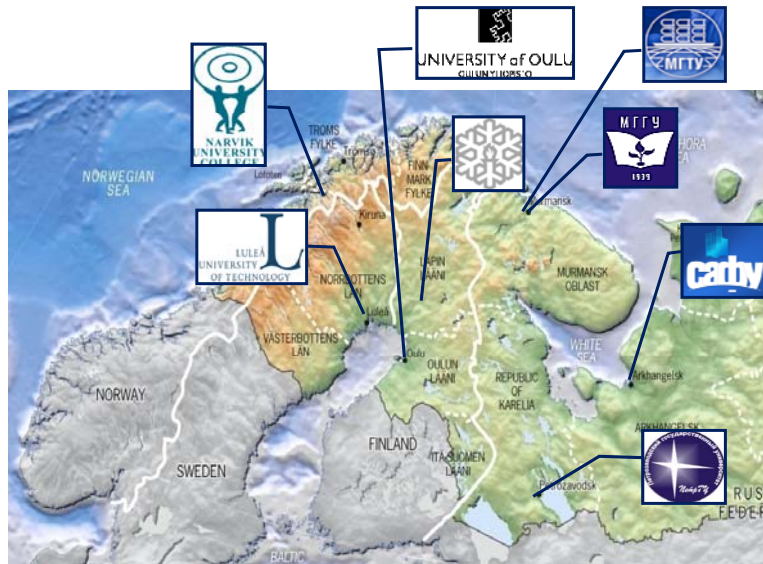 UNIVERSITY of OULU
OULUN YLIOPISTO
МГТУ
NARVIK
UNIVERSITY
COLLEGE
МГГУ
1939
TROMS
FYLKE
Tromsø
FINN
MARK
FYLKE
NORWEGIAN
SEA
Lofoten
Murmansk
Kiruna
LULEÅ
UNIVERSITY
OF TECHNOLOGY
L
LAPIN
LÄÄNI
NORRBOTTENS
LÄN
MURMANSK
OBLAST
Luleå
VÄSTERBOTTENS
LÄN
WHITE
SEA
Oulu
OULUN
LÄÄNI
REPUBLIC
OF
KARELIA
Arkhangelsk
NORWAY
ARKHANGELSK
FINLAND
SWEDEN
ITÄ-SUOMEN
LÄÄNI
Petrozavodsk
ПетрГУ
RUS
FEDER
BALTIC